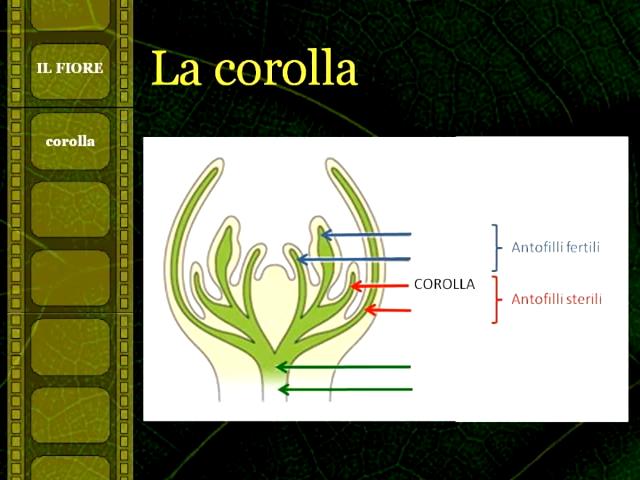 La corolla
IL FIORE
corolla
Antofilli fertili
COROLLA
Antofilli sterili